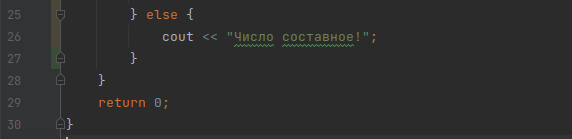 25 } else {
26 cout << "Число составное!";
27 }
28 }
29 return 0;
30 }